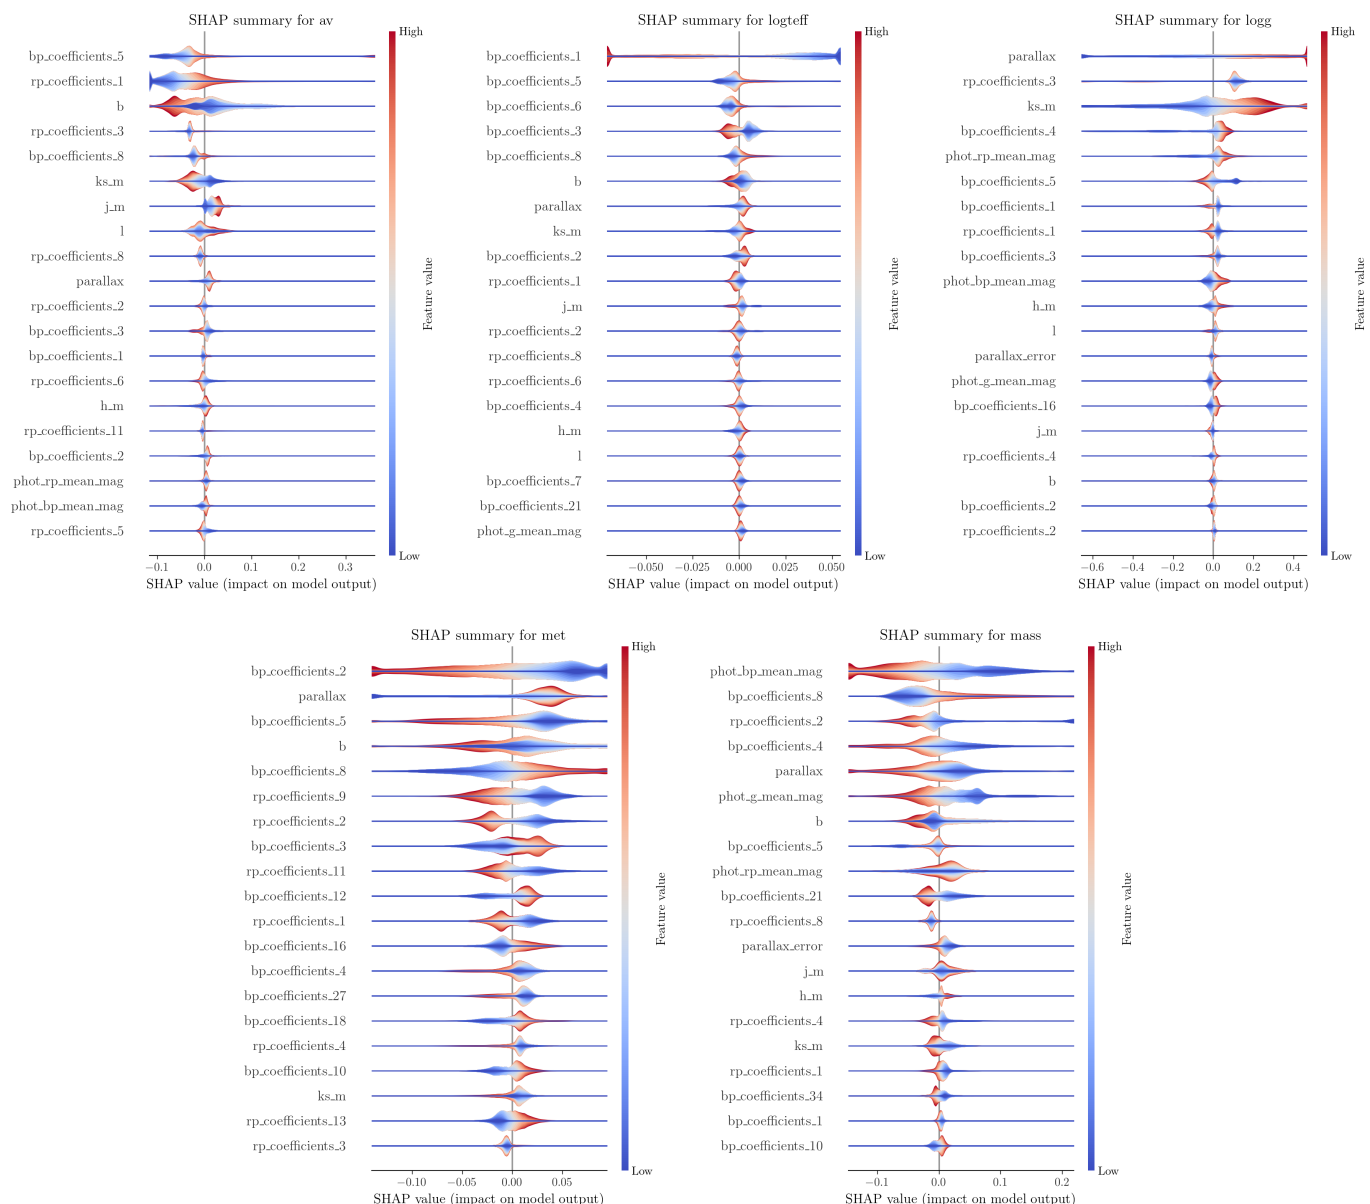 SHAP summary for av
High
bp_coefficients_5
rp_coefficients_1
b
rp_coefficients_3
bp_coefficients_8
ks_m
j_m
l
rp_coefficients_8
parallax
rp_coefficients_2
bp_coefficients_3
bp_coefficients_1
rp_coefficients_6
h_m
rp_coefficients_11
bp_coefficients_2
phot_rp_mean_mag
phot_bp_mean_mag
rp_coefficients_5
Feature value
Low
−0.1 0.0 0.1 0.2 0.3
SHAP value (impact on model output)
SHAP summary for logteff
High
bp_coefficients_1
bp_coefficients_5
bp_coefficients_6
bp_coefficients_3
bp_coefficients_8
b
parallax
ks_m
bp_coefficients_2
rp_coefficients_1
j_m
rp_coefficients_2
rp_coefficients_8
rp_coefficients_6
bp_coefficients_4
h_m
l
bp_coefficients_7
bp_coefficients_21
phot_g_mean_mag
Feature value
Low
−0.050 −0.025 0.000 0.025 0.050
SHAP value (impact on model output)
SHAP summary for logg
High
parallax
rp_coefficients_3
ks_m
bp_coefficients_4
phot_rp_mean_mag
bp_coefficients_5
bp_coefficients_1
rp_coefficients_1
bp_coefficients_3
phot_bp_mean_mag
h_m
l
parallax_error
phot_g_mean_mag
bp_coefficients_16
j_m
rp_coefficients_4
b
bp_coefficients_2
rp_coefficients_2
Feature value
Low
−0.6 −0.4 −0.2 0.0 0.2 0.4
SHAP value (impact on model output)
SHAP summary for met
High
bp_coefficients_2
parallax
bp_coefficients_5
b
bp_coefficients_8
rp_coefficients_9
rp_coefficients_2
bp_coefficients_3
rp_coefficients_11
bp_coefficients_12
rp_coefficients_1
bp_coefficients_16
bp_coefficients_4
bp_coefficients_27
bp_coefficients_18
rp_coefficients_4
bp_coefficients_10
ks_m
rp_coefficients_13
rp_coefficients_3
Feature value
Low
−0.10 −0.05 0.00 0.05
SHAP value (impact on model output)
SHAP summary for mass
High
phot_bp_mean_mag
bp_coefficients_8
rp_coefficients_2
bp_coefficients_4
parallax
phot_g_mean_mag
b
bp_coefficients_5
phot_rp_mean_mag
bp_coefficients_21
rp_coefficients_8
parallax_error
j_m
h_m
rp_coefficients_4
ks_m
rp_coefficients_1
bp_coefficients_34
bp_coefficients_1
bp_coefficients_10
Feature value
Low
−0.1 0.0 0.1 0.2
SHAP value (impact on model output)